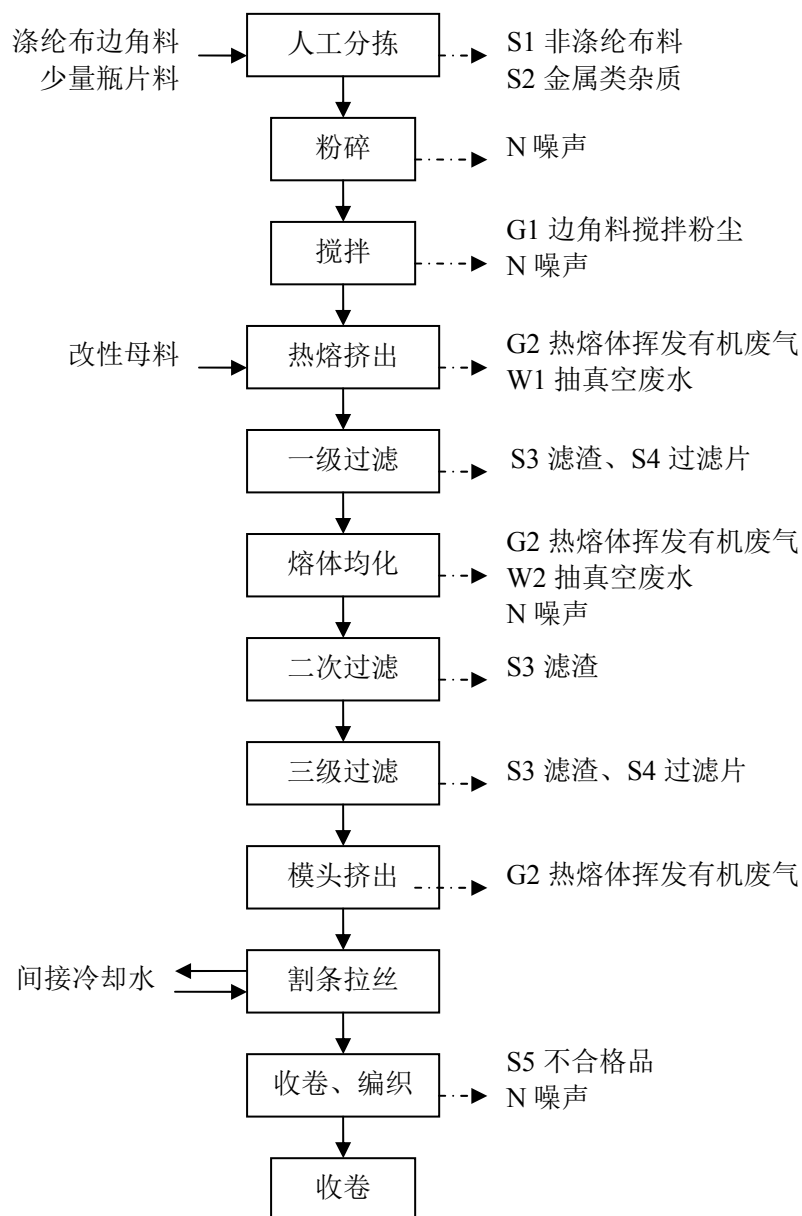 涤纶布边角料
少量瓶片料
人工分拣
S1 非涤纶布料
S2 金属类杂质
粉碎
N 噪声
搅拌
G1 边角料搅拌粉尘
N 噪声
改性母料
热熔挤出
G2 热熔体挥发有机废气
W1 抽真空废水
一级过滤
S3 滤渣、S4 过滤片
熔体均化
G2 热熔体挥发有机废气
W2 抽真空废水
N 噪声
二次过滤
S3 滤渣
三级过滤
S3 滤渣、S4 过滤片
模头挤出
G2 热熔体挥发有机废气
间接冷却水
割条拉丝
收卷、编织
S5 不合格品
N 噪声
收卷